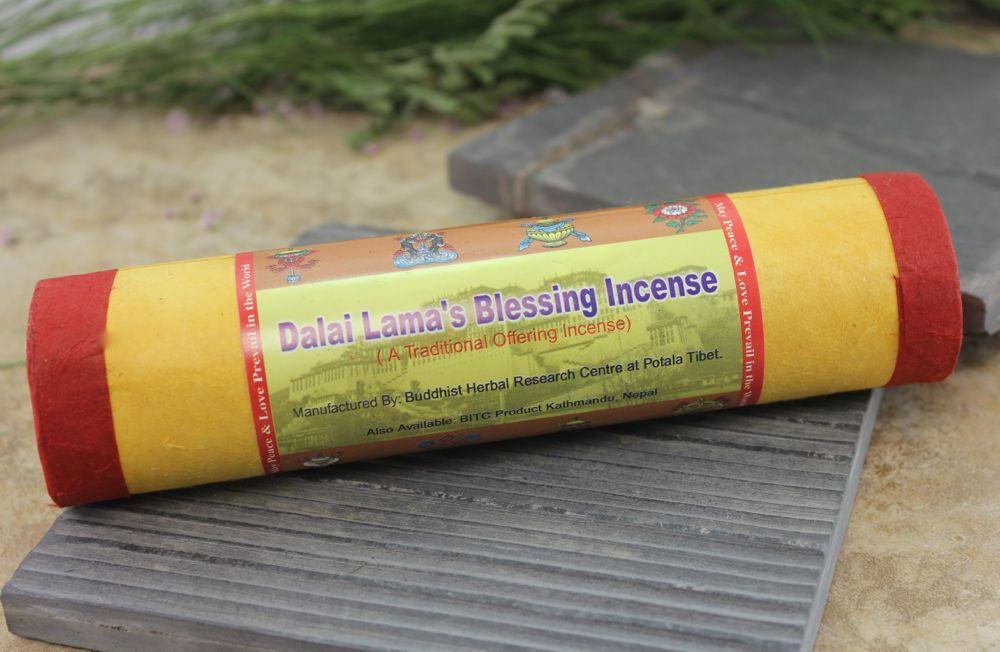 May Peace & Love Prevail in the World
Dalai Lama's Blessing Incense
( A Traditional Offering Incense)
Manufactured By: Buddhist Herbal Research Centre at Potala Tibet.
Also Available: BITC Product Kathmandu, Nepal
May Peace & Love Prevail in the